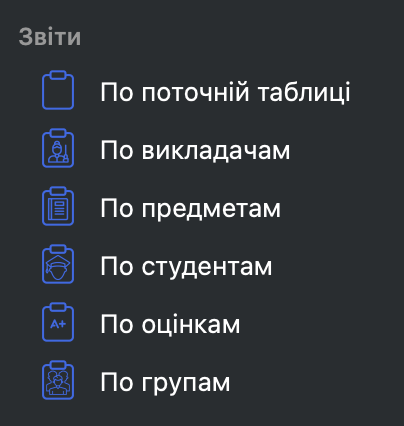 Звіти
По поточній таблиці
По викладачам
По предметам
По студентам
A+
По оцінкам
По групам